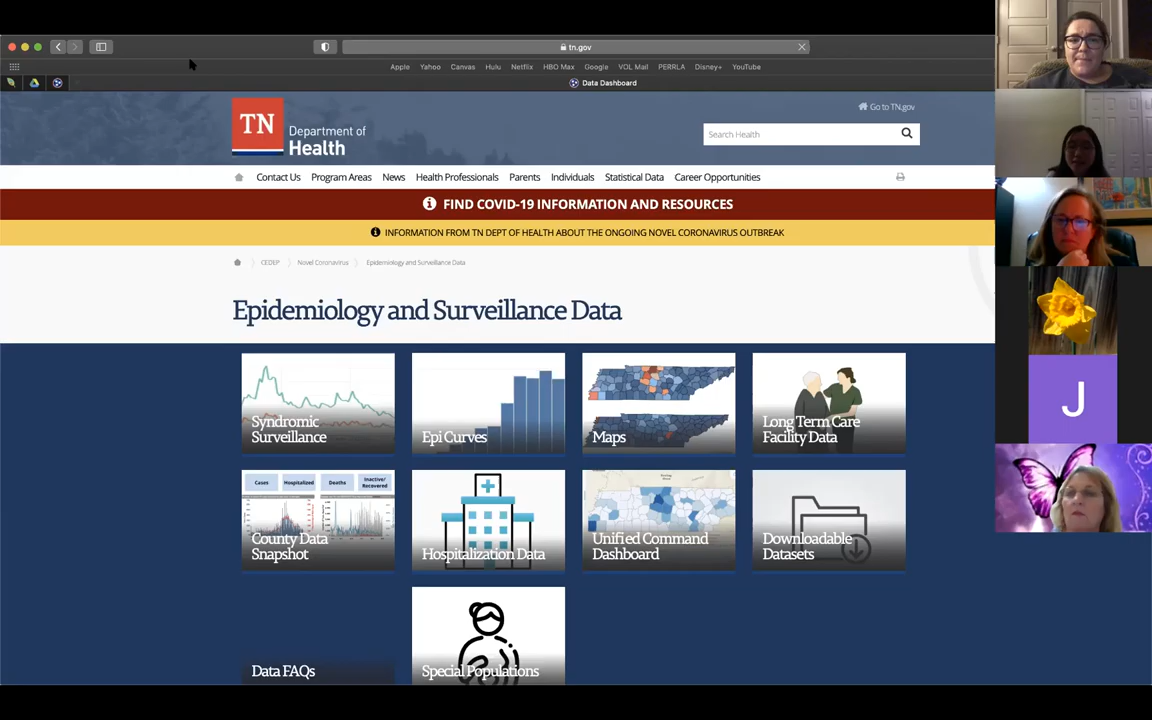 tn.gov
Apple Yahoo Canvas Hulu Netflix HBO Max Google VOL Mail PERRLA Disney+ YouTube
Data Dashboard
TN Department of
Health
Go to TN.gov
Search Health
Contact Us Program Areas News Health Professionals Parents Individuals Statistical Data Career Opportunities
FIND COVID-19 INFORMATION AND RESOURCES
INFORMATION FROM TN DEPT OF HEALTH ABOUT THE ONGOING NOVEL CORONAVIRUS OUTBREAK
CEDEP Novel Coronavirus Epidemiology and Surveillance Data
Epidemiology and Surveillance Data
Syndromic
Surveillance
Epi Curves
Maps
Long Term Care
Facility Data
J
Cases Hospitalized Deaths Inactive/
Recovered
County Data
Snapshot
Hospitalization Data
Unified Command
Dashboard
Downloadable
Datasets
Data FAQs
Special Populations